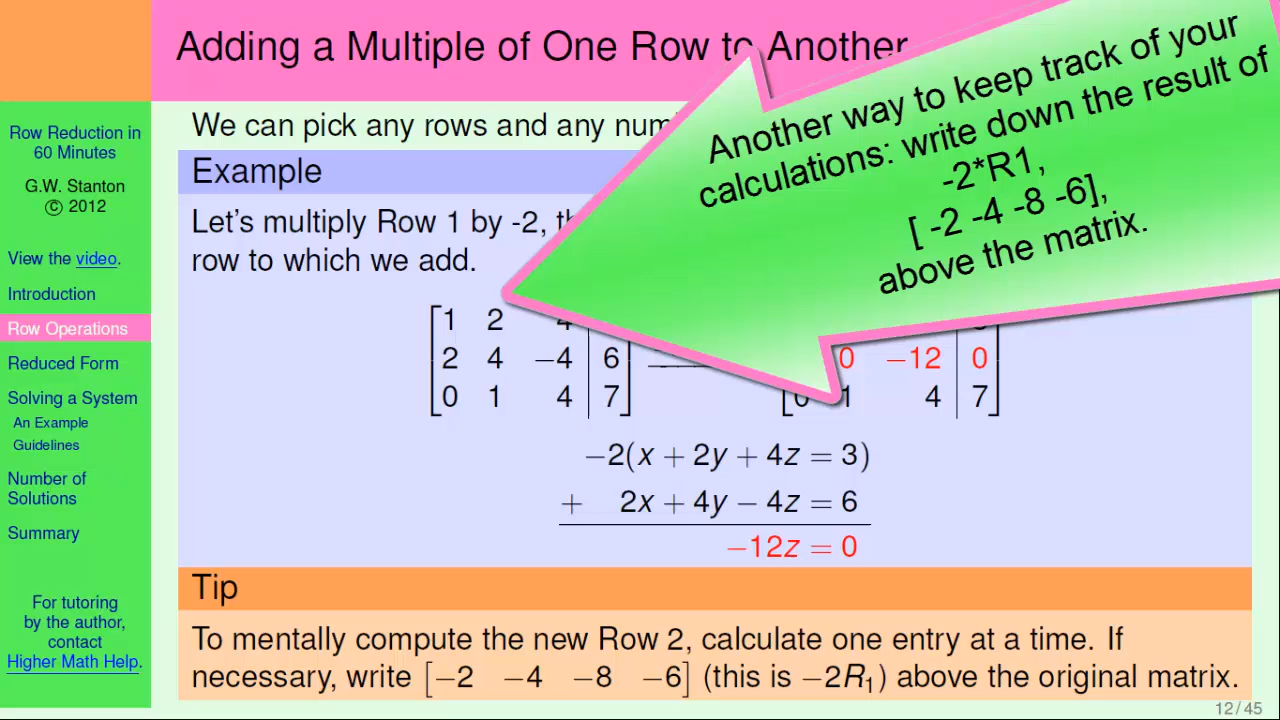 Adding a Multiple of One Row to Another
Row Reduction in
60 Minutes
G.W. Stanton
© 2012
View the video.
Introduction
Row Operations
Reduced Form
Solving a System
An Example
Guidelines
Number of
Solutions
Summary
For tutoring
by the author,
contact
Higher Math Help.
We can pick any rows and any
Example
Let's multiply Row 1 by -2,
row to which we add.
Another way to keep track of your
calculations: write down the result of
-2*R1,
[ -2 -4 -8 -6],
above the matrix.
1 2 4
2 4 −4 6 0 −12 0
0 1 4 7 0 1 4 7
−2(x + 2y + 4z = 3)
+ 2x + 4y − 4z = 6
−12z = 0
Tip
To mentally compute the new Row 2, calculate one entry at a time. If
necessary, write [−2 −4 −8 −6] (this is −2R₁) above the original matrix.
12 / 45